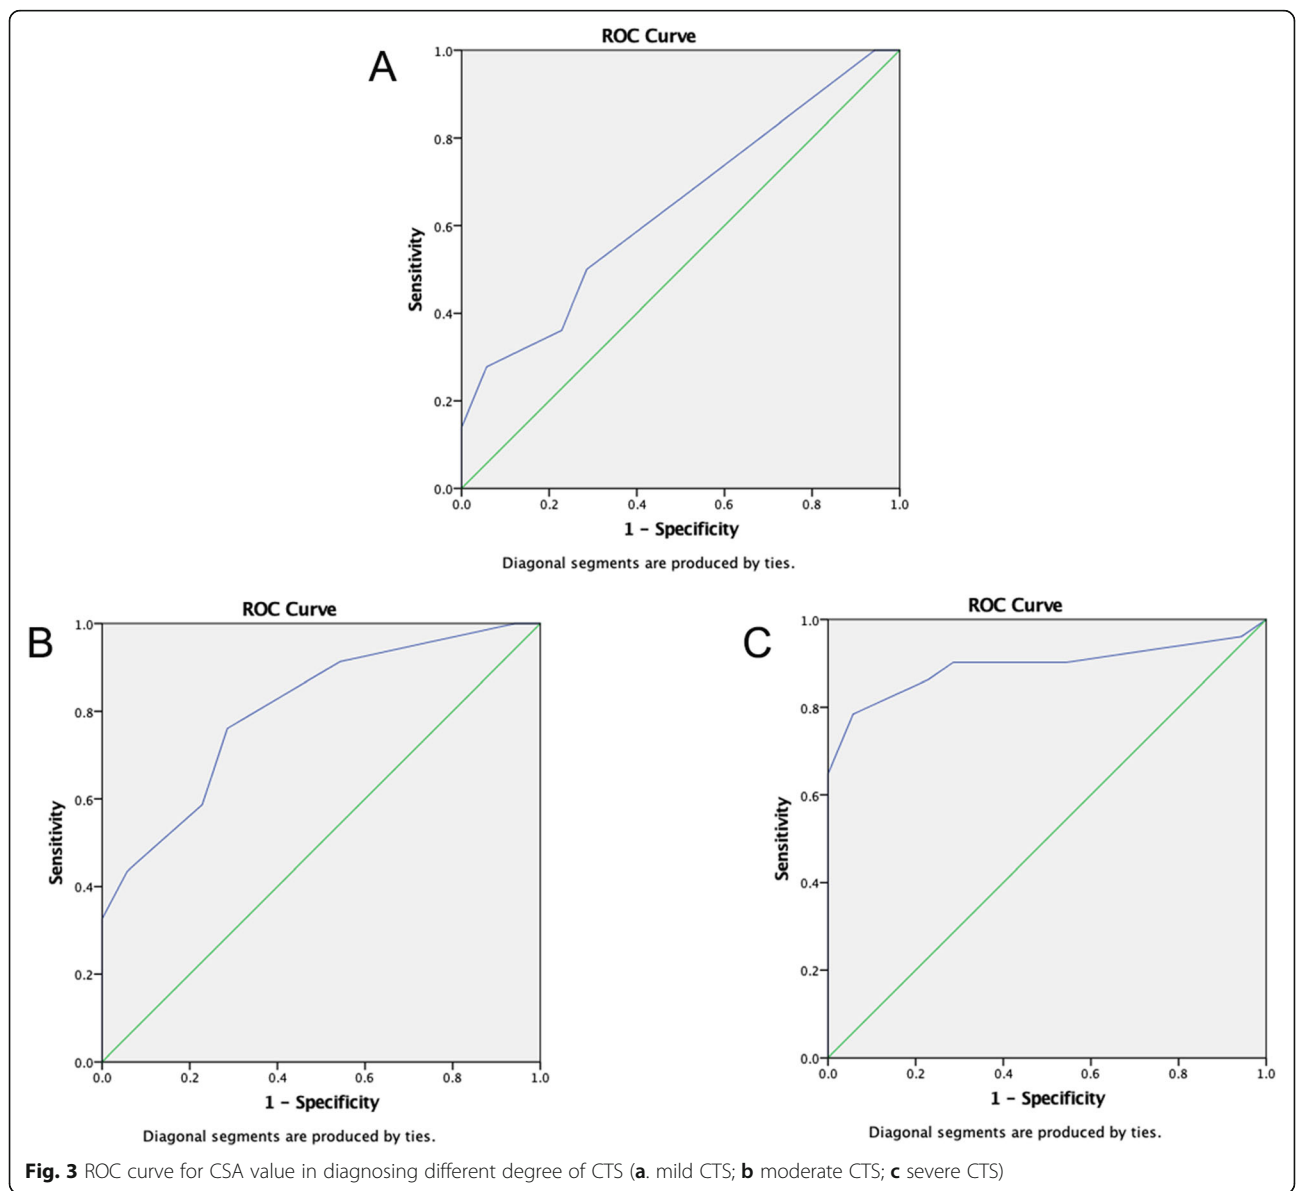 A
ROC Curve
1.0
0.8
0.6
0.4
0.2
0.0
Sensitivity
0.0 0.2 0.4 0.6 0.8 1.0
1 – Specificity
Diagonal segments are produced by ties.
B
ROC Curve
1.0
0.8
0.6
0.4
0.2
0.0
Sensitivity
0.0 0.2 0.4 0.6 0.8 1.0
1 – Specificity
Diagonal segments are produced by ties.
C
ROC Curve
1.0
0.8
0.6
0.4
0.2
0.0
Sensitivity
0.0 0.2 0.4 0.6 0.8 1.0
1 – Specificity
Diagonal segments are produced by ties.
Fig. 3 ROC curve for CSA value in diagnosing different degree of CTS (a. mild CTS; b moderate CTS; c severe CTS)